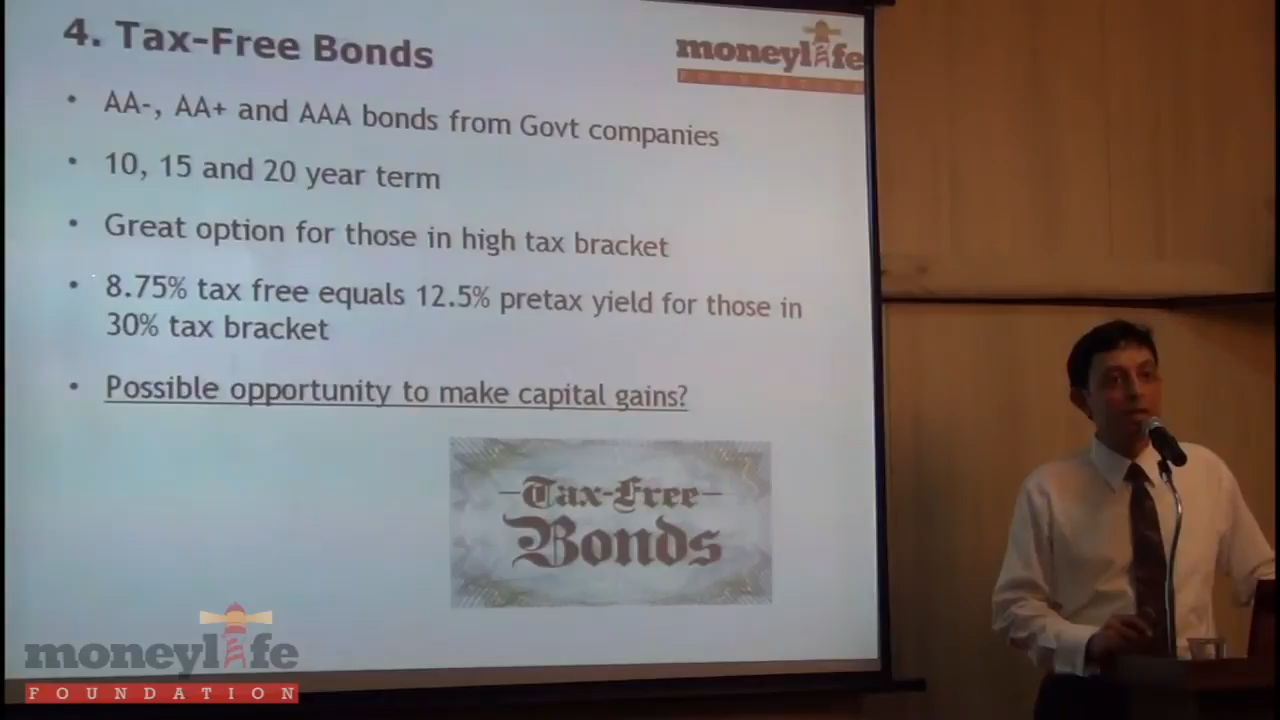 4. Tax-Free Bonds
moneylife
FOUNDATION
• AA-, AA+ and AAA bonds from Govt companies
• 10, 15 and 20 year term
• Great option for those in high tax bracket
• 8.75% tax free equals 12.5% pretax yield for those in
30% tax bracket
• Possible opportunity to make capital gains?
Tax-Free
Bonds
moneylife
FOUNDATION